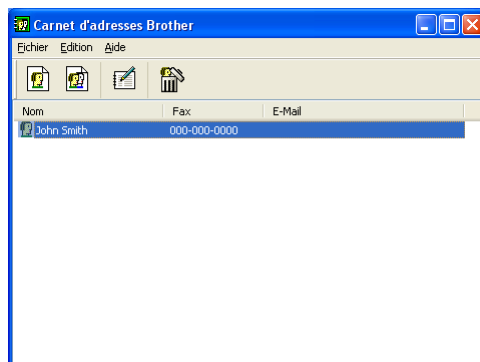 Carnet d'adresses Brother
Fichier Edition Aide
Nom Fax E-Mail
John Smith 000-000-0000